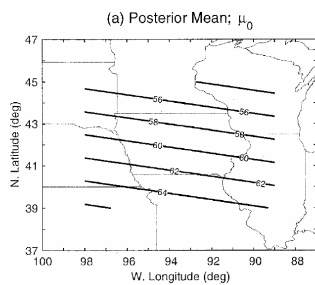 (a) Posterior Mean; μ0
47
45
43
41
39
37
N. Latitude (deg)
56 56
58 58
60 60
62 62
64
100 98 96 94 92 90 88
W. Longitude (deg)